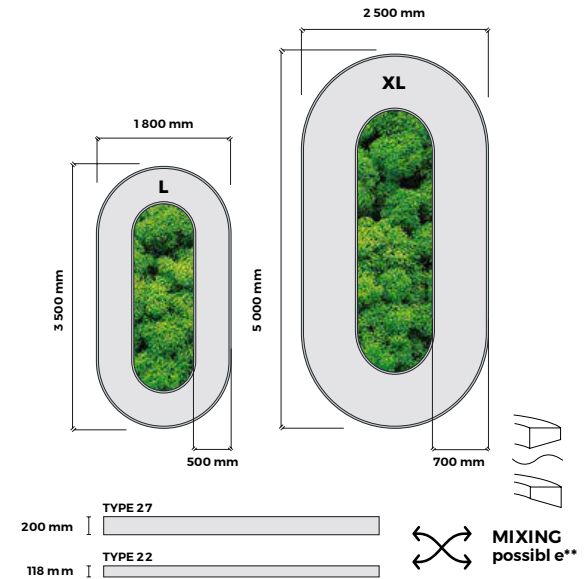 2 500 mm
XL
1 800 mm
L
3 500 mm
5 000 mm
500 mm
700 mm
TYPE 27
200 mm
TYPE 22
118 mm
MIXING
possibl e**